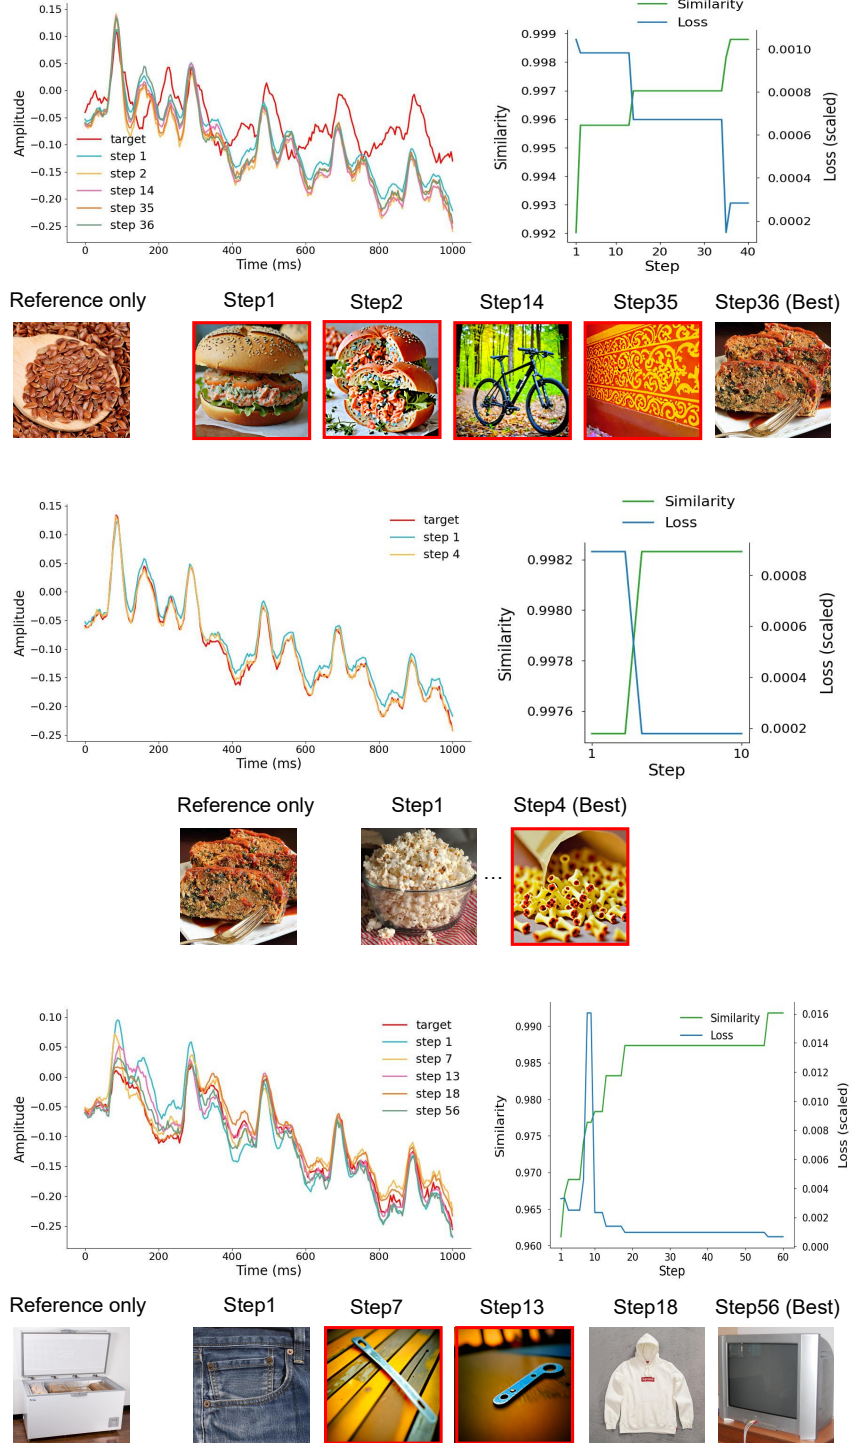 Similarity
Loss
0.15
0.10
0.05
0.00
−0.05
−0.10
−0.15
−0.20
−0.25
Amplitude
target
step 1
step 2
step 14
step 35
step 36
0 200 400 600 800 1000
Time (ms)
0.999
0.998
0.997
0.996
0.995
0.994
0.993
0.992
Similarity
0.0010
0.0008
0.0006
0.0004
0.0002
Loss (scaled)
1 10 20 30 40
Step
Reference only Step1 Step2 Step14 Step35 Step36 (Best)
0.15
0.10
0.05
0.00
−0.05
−0.10
−0.15
−0.20
−0.25
Amplitude
target
step 1
step 4
0 200 400 600 800 1000
Time (ms)
Similarity
Loss
0.9982
0.9980
0.9978
0.9976
Similarity
0.0008
0.0006
0.0004
0.0002
Loss (scaled)
1 10
Step
Reference only Step1 Step4 (Best)
...
0.10
0.05
0.00
−0.05
−0.10
−0.15
−0.20
−0.25
Amplitude
target
step 1
step 7
step 13
step 18
step 56
0 200 400 600 800 1000
Time (ms)
Similarity
Loss
0.990
0.985
0.980
0.975
0.970
0.965
0.960
Similarity
0.016
0.014
0.012
0.010
0.008
0.006
0.004
0.002
0.000
Loss (scaled)
1 10 20 30 40 50 60
Step
Reference only Step1 Step7 Step13 Step18 Step56 (Best)